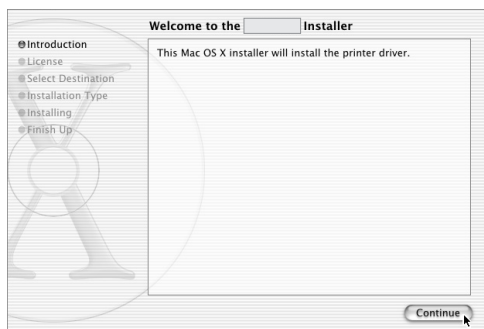 Welcome to the Installer
Introduction
License
Select Destination
Installation Type
Installing
Finish Up
This Mac OS X installer will install the printer driver.
Continue